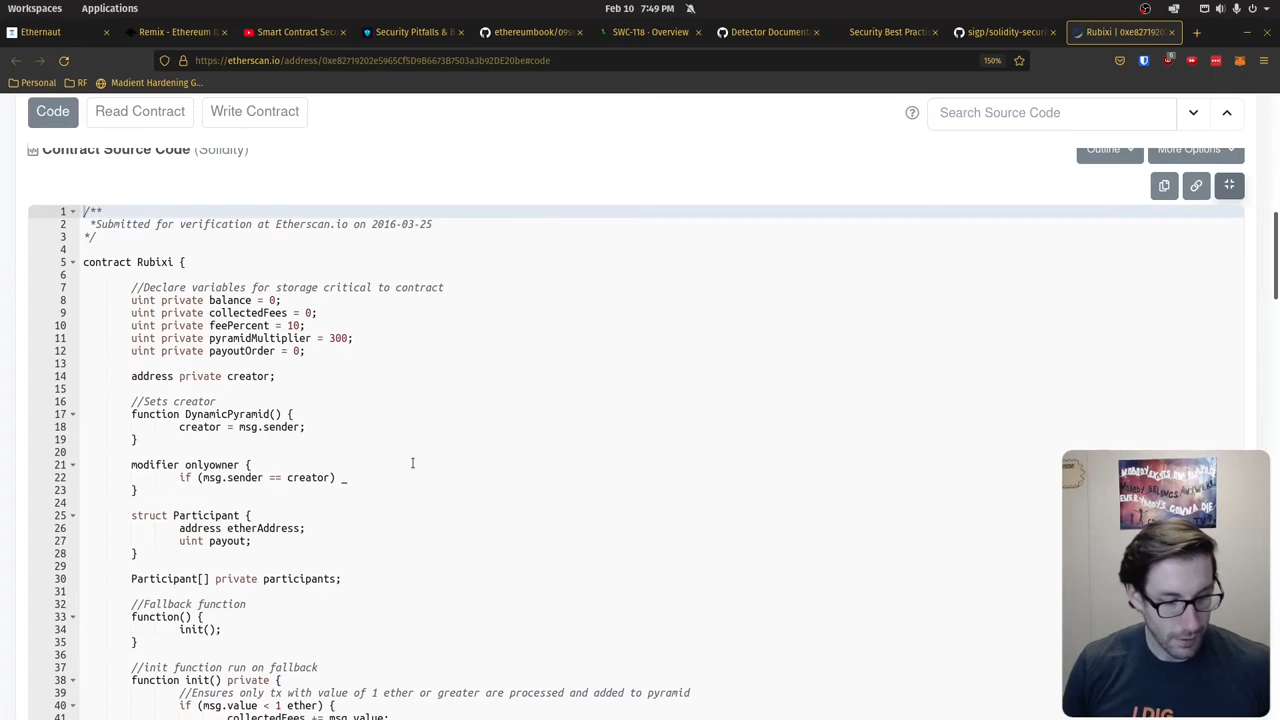 Workspaces Applications Feb 10 7:49 PM
Ethernaut × Remix - Ethereum I × Smart Contract Sec × Security Pitfalls & B × ethereumbook/09s × SWC-118 · Overview × Detector Document × Security Best Practis × sigp/solidity-securi × Rubixi | 0xe8271920 × +
https://etherscan.io/address/0xe82719202e5965Cf5D9B6673B7503a3b92DE20be#code 150%
Personal RF Madient Hardening G...
Code Read Contract Write Contract Search Source Code
Contract Source Code (Solidity) Outline More Options
1 /**
2 *Submitted for verification at Etherscan.io on 2016-03-25
3 */
4
5 contract Rubixi {
6
7 //Declare variables for storage critical to contract
8 uint private balance = 0;
9 uint private collectedFees = 0;
10 uint private feePercent = 10;
11 uint private pyramidMultiplier = 300;
12 uint private payoutOrder = 0;
13
14 address private creator;
15
16 //Sets creator
17 function DynamicPyramid() {
18 creator = msg.sender;
19 }
20
21 modifier onlyowner {
22 if (msg.sender == creator) _
23 }
24
25 struct Participant {
26 address etherAddress;
27 uint payout;
28 }
29
30 Participant[] private participants;
31
32 //Fallback function
33 function() {
34 init();
35 }
36
37 //init function run on fallback
38 function init() private {
39 //Ensures only tx with value of 1 ether or greater are processed and added to pyramid
40 if (msg.value < 1 ether) {
41 collectedFees += msg.value;